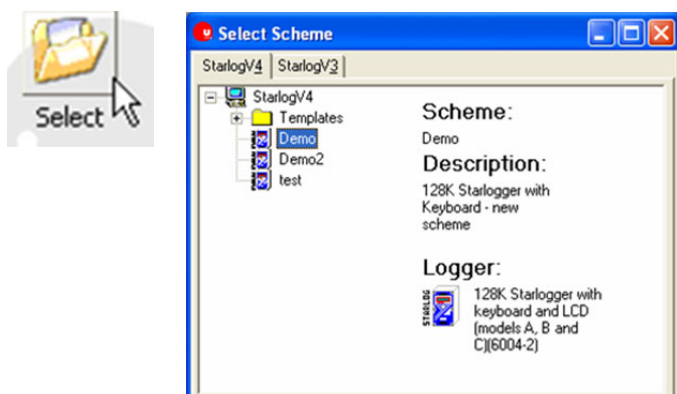 Select
Select Scheme
StarlogV4 StarlogV3
StarlogV4
Templates
Demo
Demo2
test
Scheme:
Demo
Description:
128K Starlogger with
Keyboard - new
scheme
Logger:
STARLOG
128K Starlogger with
keyboard and LCD
(models A, B and
C)(6004-2)